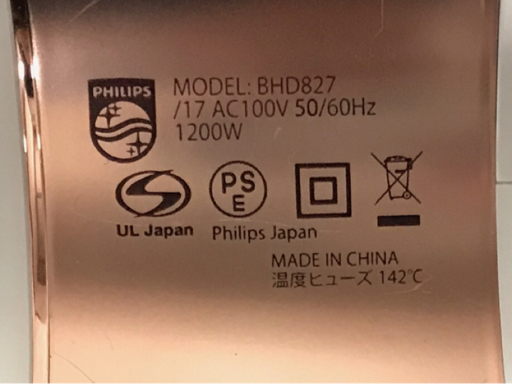 PHILIPS
MODEL: BHD827
/17 AC100V 50/60Hz
1200W
PS
E
UL Japan
Philips Japan
MADE IN CHINA
温度ヒューズ 142℃